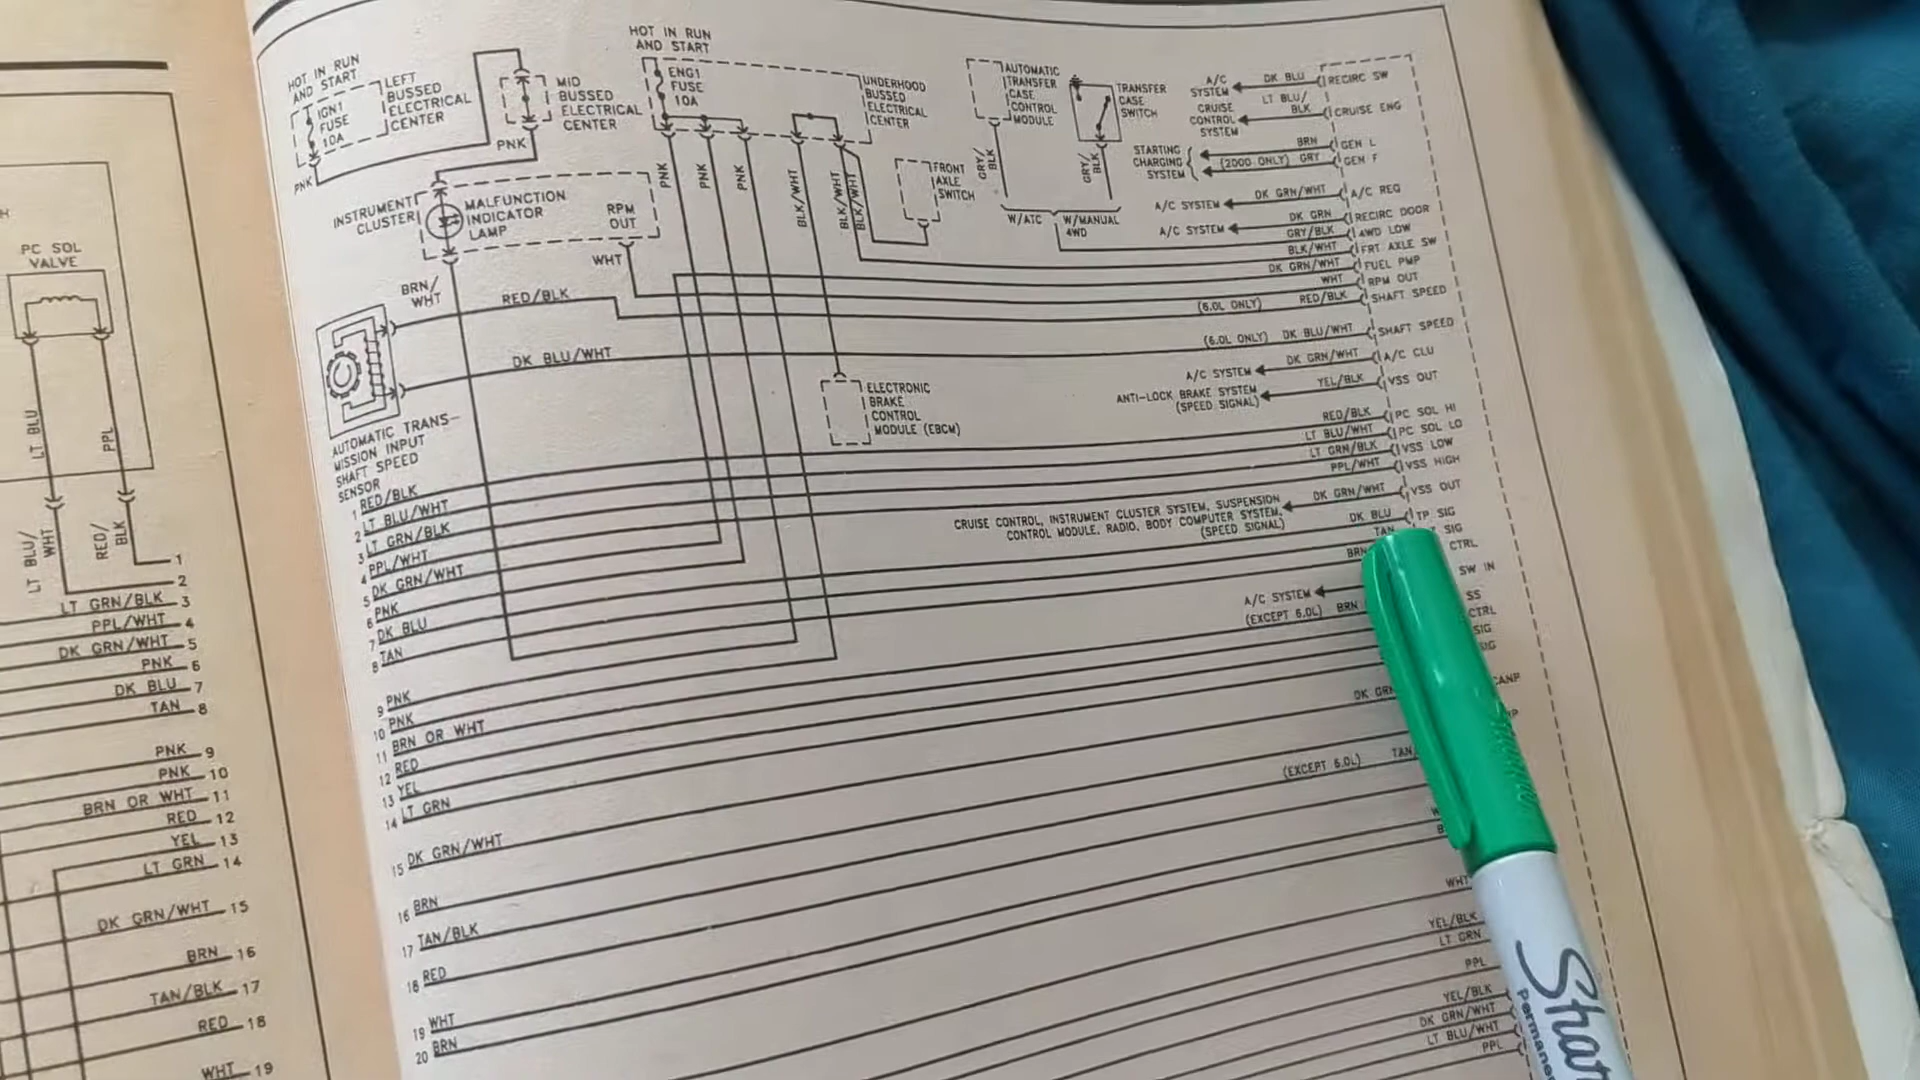 PC SOL
VALVE
LT BLU
PPL
LT BLU/
WHT
RED/
BLK
1
2
LT GRN/BLK 3
PPL/WHT 4
DK GRN/WHT 5
PNK 6
DK BLU 7
TAN 8
PNK 9
PNK 10
BRN OR WHT 11
RED 12
YEL 13
LT GRN 14
DK GRN/WHT 15
BRN 16
TAN/BLK 17
RED 18
WHT 19
HOT IN RUN
AND START
IGN1
FUSE
10A
LEFT
BUSSED
ELECTRICAL
CENTER
PNK
MID
BUSSED
ELECTRICAL
CENTER
PNK
HOT IN RUN
AND START
ENG1
FUSE
10A
UNDERHOOD
BUSSED
ELECTRICAL
CENTER
PNK
PNK
PNK
BLK/WHT
BLK/WHT
BLK/WHT
INSTRUMENT
CLUSTER
MALFUNCTION
INDICATOR
LAMP
RPM
OUT
WHT
BRN/
WHT
RED/BLK
DK BLU/WHT
AUTOMATIC TRANS-
MISSION INPUT
SHAFT SPEED
SENSOR
FRONT
AXLE
SWITCH
AUTOMATIC
TRANSFER
CASE
CONTROL
MODULE
TRANSFER
CASE
SWITCH
GRY/
BLK
GRY/
BLK
W/ATC
W/MANUAL
4WD
ELECTRONIC
BRAKE
CONTROL
MODULE (EBCM)
A/C
SYSTEM
DK BLU
RECIRC SW
CRUISE
CONTROL
SYSTEM
LT BLU/
BLK
CRUISE ENG
STARTING
CHARGING
SYSTEM
BRN
GEN L
(2000 ONLY) GRY
GEN F
A/C SYSTEM
DK GRN/WHT
A/C REQ
A/C SYSTEM
DK GRN
RECIRC DOOR
GRY/BLK
4WD LOW
BLK/WHT
FRT AXLE SW
DK GRN/WHT
FUEL PMP
WHT
RPM OUT
(6.0L ONLY) RED/BLK
SHAFT SPEED
(6.0L ONLY) DK BLU/WHT
SHAFT SPEED
A/C SYSTEM
DK GRN/WHT
A/C CLU
ANTI-LOCK BRAKE SYSTEM
(SPEED SIGNAL)
YEL/BLK
VSS OUT
RED/BLK
PC SOL HI
LT BLU/WHT
PC SOL LO
LT GRN/BLK
VSS LOW
PPL/WHT
VSS HIGH
CRUISE CONTROL, INSTRUMENT CLUSTER SYSTEM, SUSPENSION
CONTROL MODULE, RADIO, BODY COMPUTER SYSTEM,
(SPEED SIGNAL)
DK GRN/WHT
VSS OUT
DK BLU
TP SIG
TAN
SIG
BRN
CTRL
SW IN
A/C SYSTEM
SS
(EXCEPT 6.0L) BRN
CTRL
SIG
SIG
DK GRN
CANP
(EXCEPT 6.0L) TAN
WHT
YEL/BLK
LT GRN
PPL
YEL/BLK
DK GRN/WHT
LT BLU/WHT
PPL
1 RED/BLK
2 LT BLU/WHT
3 LT GRN/BLK
4 PPL/WHT
5 DK GRN/WHT
6 PNK
7 DK BLU
8 TAN
9 PNK
10 PNK
11 BRN OR WHT
12 RED
13 YEL
14 LT GRN
15 DK GRN/WHT
16 BRN
17 TAN/BLK
18 RED
19 WHT
20 BRN
Permanent